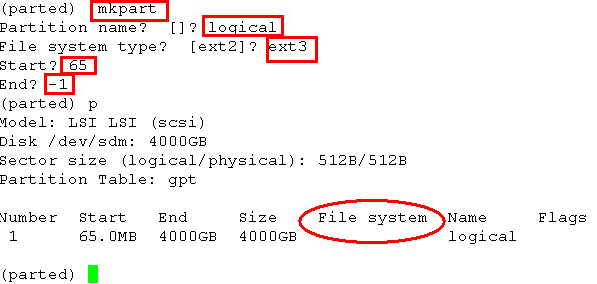 (parted) mkpart
Partition name? []? logical
File system type? [ext2]? ext3
Start? 65
End? -1
(parted) p
Model: LSI LSI (scsi)
Disk /dev/sdm: 4000GB
Sector size (logical/physical): 512B/512B
Partition Table: gpt
Number Start End Size File system Name Flags
1 65.0MB 4000GB 4000GB logical
(parted)